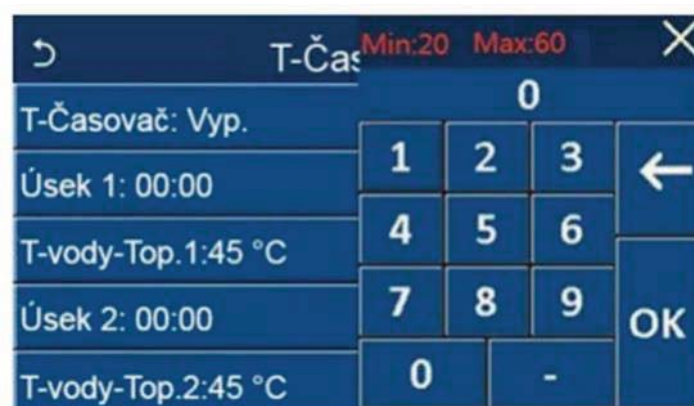 T-Čas
T-Časovač: Vyp.
Úsek 1: 00:00
T-vody-Top.1:45 °C
Úsek 2: 00:00
T-vody-Top.2:45 °C
Min:20 Max:60
0
1 2 3
4 5 6
7 8 9
0 -
OK